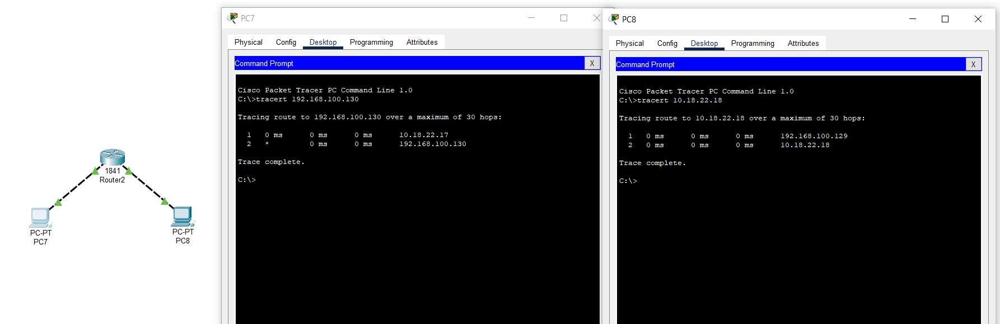 1841
Router2
PC-PT
PC7
PC-PT
PC8
PC7
Physical Config Desktop Programming Attributes
Command Prompt X
Cisco Packet Tracer PC Command Line 1.0
C:\>tracert 192.168.100.130
Tracing route to 192.168.100.130 over a maximum of 30 hops:
1 0 ms 0 ms 0 ms 10.18.22.17
2 * 0 ms 0 ms 192.168.100.130
Trace complete.
C:\>
PC8
Physical Config Desktop Programming Attributes
Command Prompt X
Cisco Packet Tracer PC Command Line 1.0
C:\>tracert 10.18.22.18
Tracing route to 10.18.22.18 over a maximum of 30 hops:
1 0 ms 0 ms 0 ms 192.168.100.129
2 0 ms 0 ms 0 ms 10.18.22.18
Trace complete.
C:\>